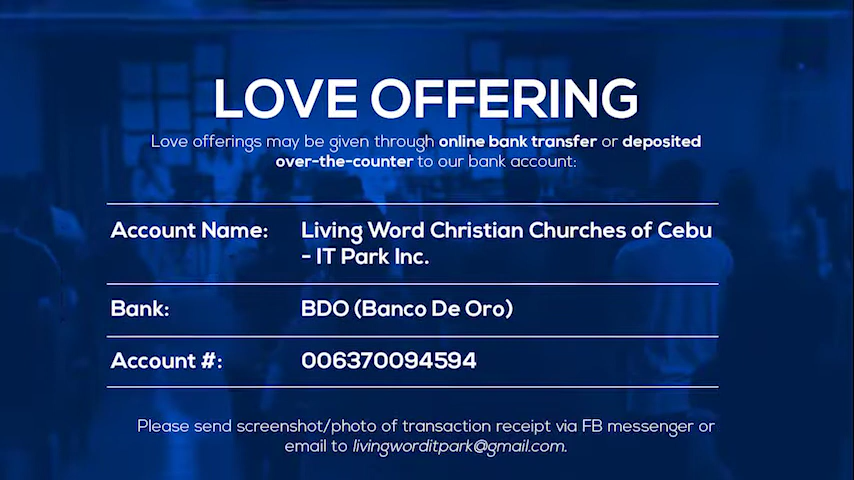 LOVE OFFERING
Love offerings may be given through online bank transfer or deposited
over-the-counter to our bank account:
Account Name: Living Word Christian Churches of Cebu
- IT Park Inc.
Bank: BDO (Banco De Oro)
Account #: 006370094594
Please send screenshot/photo of transaction receipt via FB messenger or
email to livingworditpark@gmail.com.